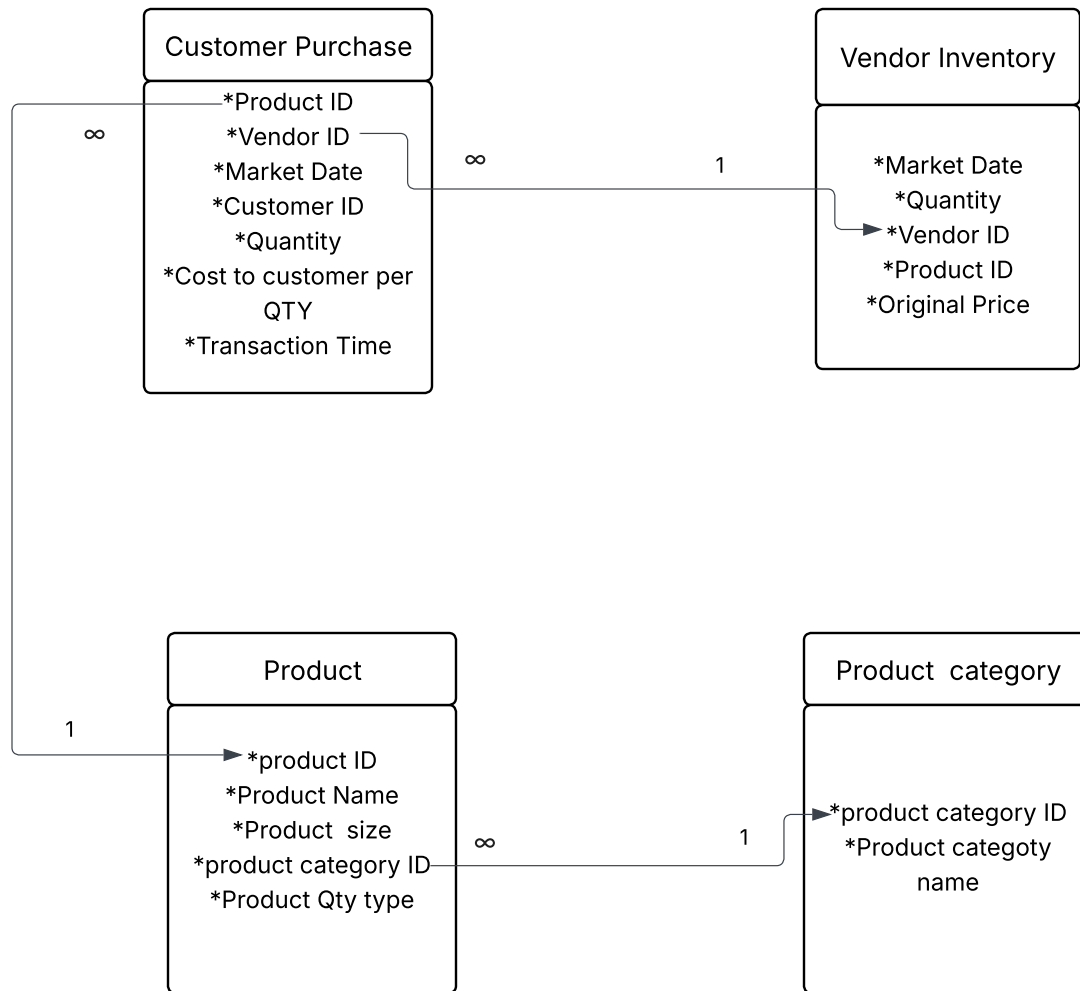 Customer Purchase
*Product ID
*Vendor ID
*Market Date
*Customer ID
*Quantity
*Cost to customer per
QTY
*Transaction Time
∞
∞
1
Vendor Inventory
*Market Date
*Quantity
*Vendor ID
*Product ID
*Original Price
1
Product
*product ID
*Product Name
*Product  size
*product category ID
*Product Qty type
∞
1
Product  category
*product category ID
*Product categoty
name